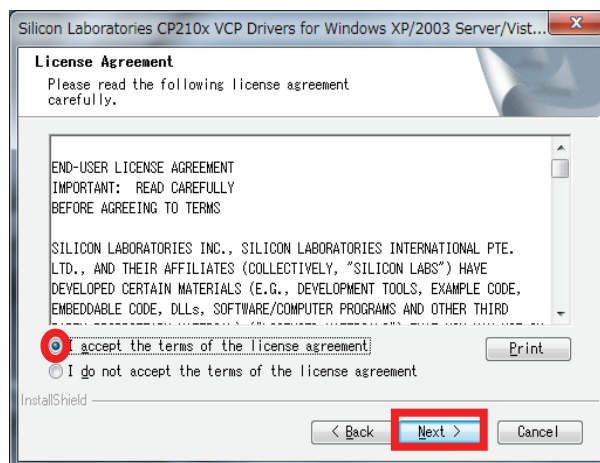 Silicon Laboratories CP210x VCP Drivers for Windows XP/2003 Server/Vist...
License Agreement
Please read the following license agreement
carefully.
END-USER LICENSE AGREEMENT
IMPORTANT:  READ CAREFULLY
BEFORE AGREEING TO TERMS
SILICON LABORATORIES INC., SILICON LABORATORIES INTERNATIONAL PTE.
LTD., AND THEIR AFFILIATES (COLLECTIVELY, "SILICON LABS") HAVE
DEVELOPED CERTAIN MATERIALS (E.G., DEVELOPMENT TOOLS, EXAMPLE CODE,
EMBEDDABLE CODE, DLLs, SOFTWARE/COMPUTER PROGRAMS AND OTHER THIRD
I accept the terms of the license agreement
Print
I do not accept the terms of the license agreement
InstallShield
< Back
Next >
Cancel